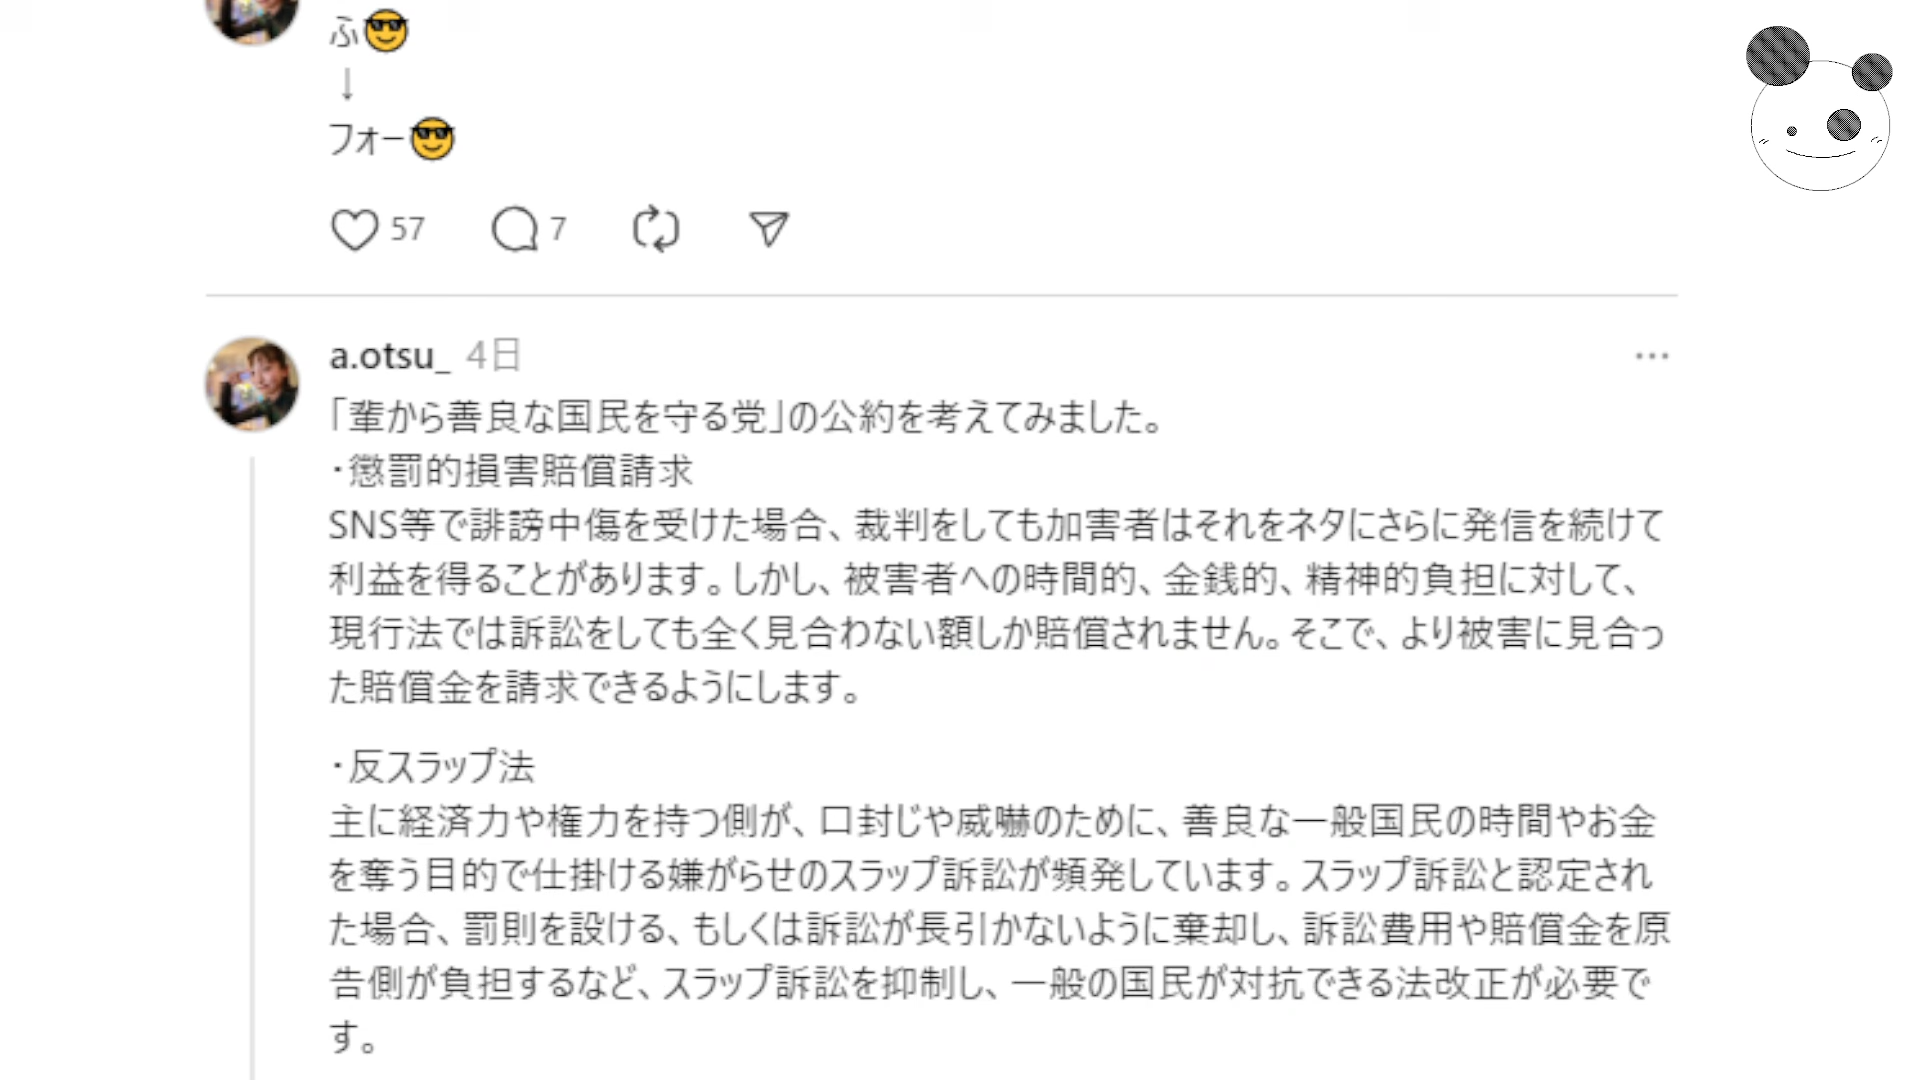 ふ😎
↓
フォー😎
57 7
a.otsu_ 4日
「輩から善良な国民を守る党」の公約を考えてみました。
・懲罰的損害賠償請求
SNS等で誹謗中傷を受けた場合、裁判をしても加害者はそれをネタにさらに発信を続けて
利益を得ることがあります。しかし、被害者への時間的、金銭的、精神的負担に対して、
現行法では訴訟をしても全く見合わない額しか賠償されません。そこで、より被害に見合っ
た賠償金を請求できるようにします。
・反スラップ法
主に経済力や権力を持つ側が、口封じや威嚇のために、善良な一般国民の時間やお金
を奪う目的で仕掛ける嫌がらせのスラップ訴訟が頻発しています。スラップ訴訟と認定され
た場合、罰則を設ける、もしくは訴訟が長引かないように棄却し、訴訟費用や賠償金を原
告側が負担するなど、スラップ訴訟を抑制し、一般の国民が対抗できる法改正が必要で
す。